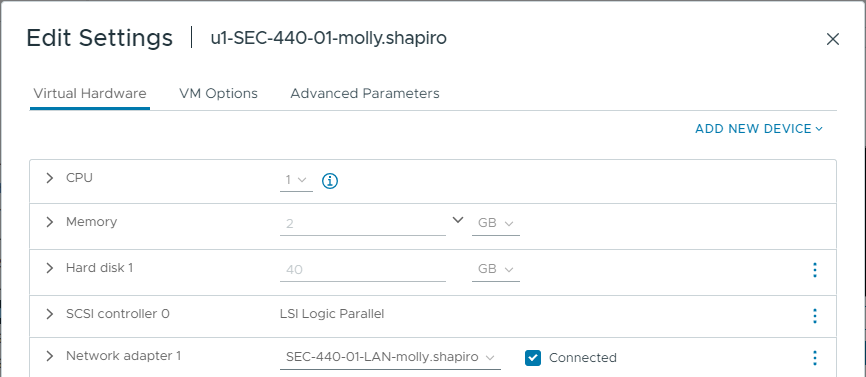 Edit Settings | u1-SEC-440-01-molly.shapiro
Virtual Hardware VM Options Advanced Parameters
ADD NEW DEVICE
CPU 1
Memory 2 GB
Hard disk 1 40 GB
SCSI controller 0 LSI Logic Parallel
Network adapter 1 SEC-440-01-LAN-molly.shapiro Connected